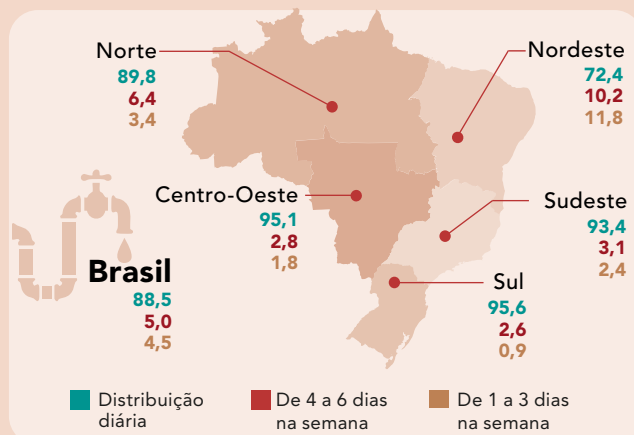 Norte
89,8
6,4
3,4
Nordeste
72,4
10,2
11,8
Centro-Oeste
95,1
2,8
1,8
Sudeste
93,4
3,1
2,4
Brasil
88,5
5,0
4,5
Sul
95,6
2,6
0,9
Distribuição
diária
De 4 a 6 dias
na semana
De 1 a 3 dias
na semana